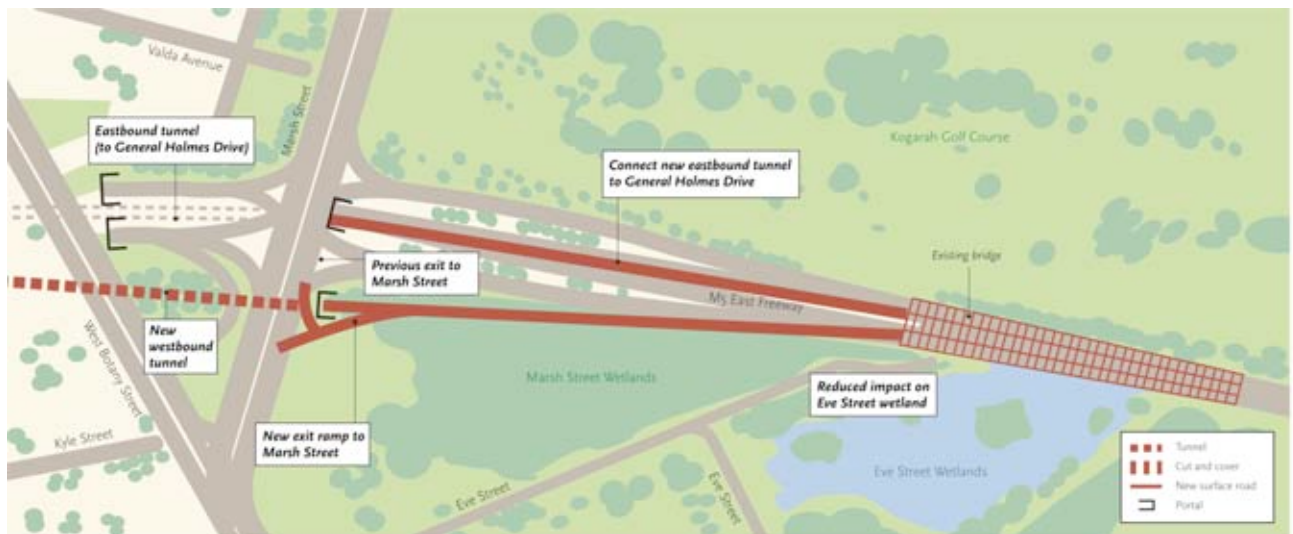 Valda Avenue
Marsh Street
Eastbound tunnel
(to General Holmes Drive)
Kogarah Golf Course
Connect new eastbound tunnel
to General Holmes Drive
Previous exit to
Marsh Street
Existing bridge
M5 East Freeway
New
westbound
tunnel
West Botany Street
Marsh Street Wetlands
Reduced impact on
Eve Street wetland
New exit ramp to
Marsh Street
Kyle Street
Eve Street
Eve Street
Eve Street Wetlands
Tunnel
Cut and cover
New surface road
Portal